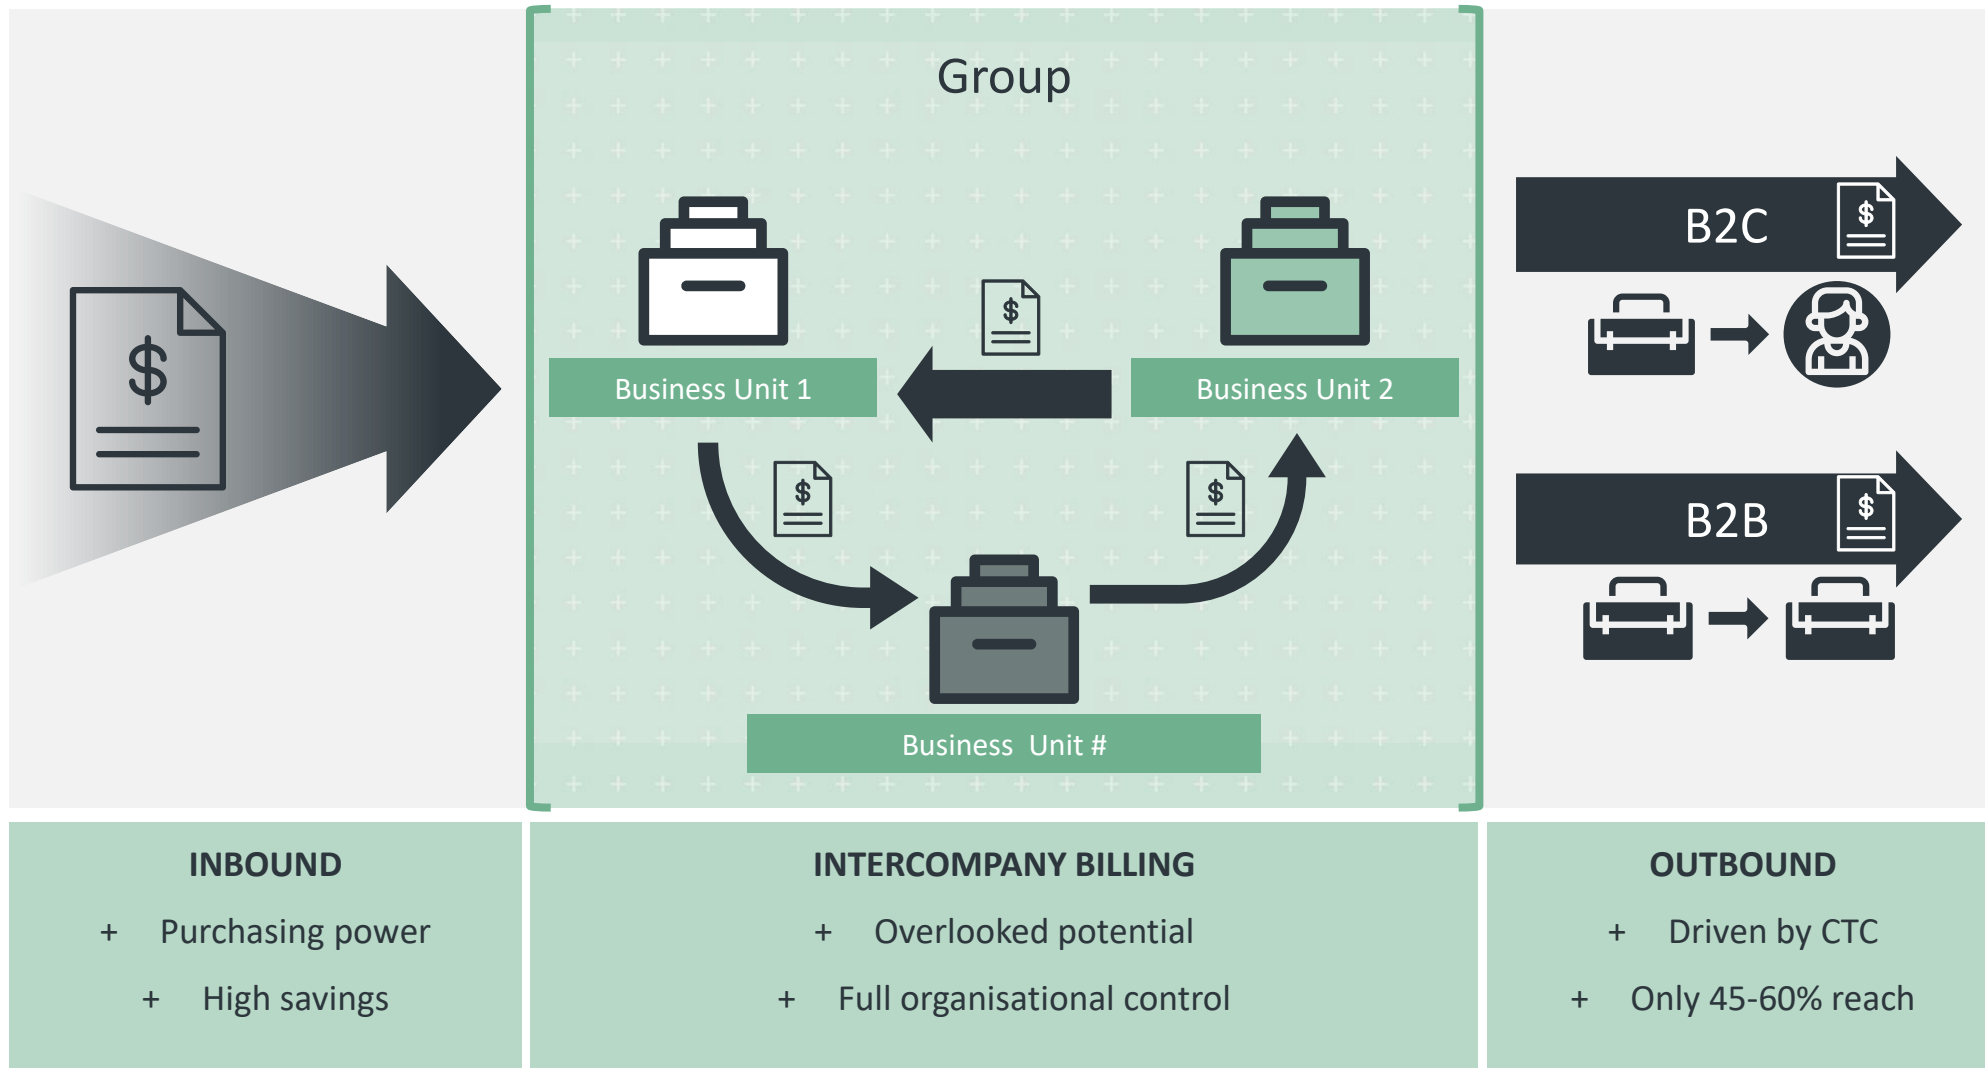 Group
$
$
$
Business Unit 1
Business Unit 2
$
$
Business  Unit #
B2C
$
B2B
$
INBOUND
+ Purchasing power
+ High savings
INTERCOMPANY BILLING
+ Overlooked potential
+ Full organisational control
OUTBOUND
+ Driven by CTC
+ Only 45-60% reach